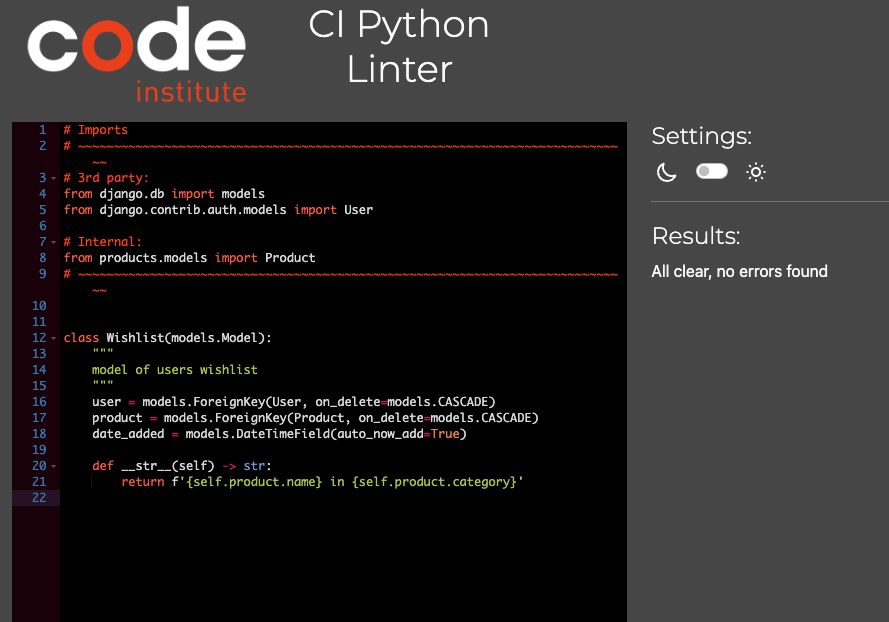 code
institute
CI Python
Linter
1 # Imports
2 # ~~~~~~~~~~~~~~~~~~~~~~~~~~~~~~~~~~~~~~~~~~~~~~~~~~~~~~~~~~~~~~~~~~~~~~~~~~~
~~
3 # 3rd party:
4 from django.db import models
5 from django.contrib.auth.models import User
6
7 # Internal:
8 from products.models import Product
9 # ~~~~~~~~~~~~~~~~~~~~~~~~~~~~~~~~~~~~~~~~~~~~~~~~~~~~~~~~~~~~~~~~~~~~~~~~~~~
~~
10
11
12 class Wishlist(models.Model):
13     """
14     model of users wishlist
15     """
16     user = models.ForeignKey(User, on_delete=models.CASCADE)
17     product = models.ForeignKey(Product, on_delete=models.CASCADE)
18     date_added = models.DateTimeField(auto_now_add=True)
19
20     def __str__(self) -> str:
21         return f'{self.product.name} in {self.product.category}'
22
Settings:
Results:
All clear, no errors found